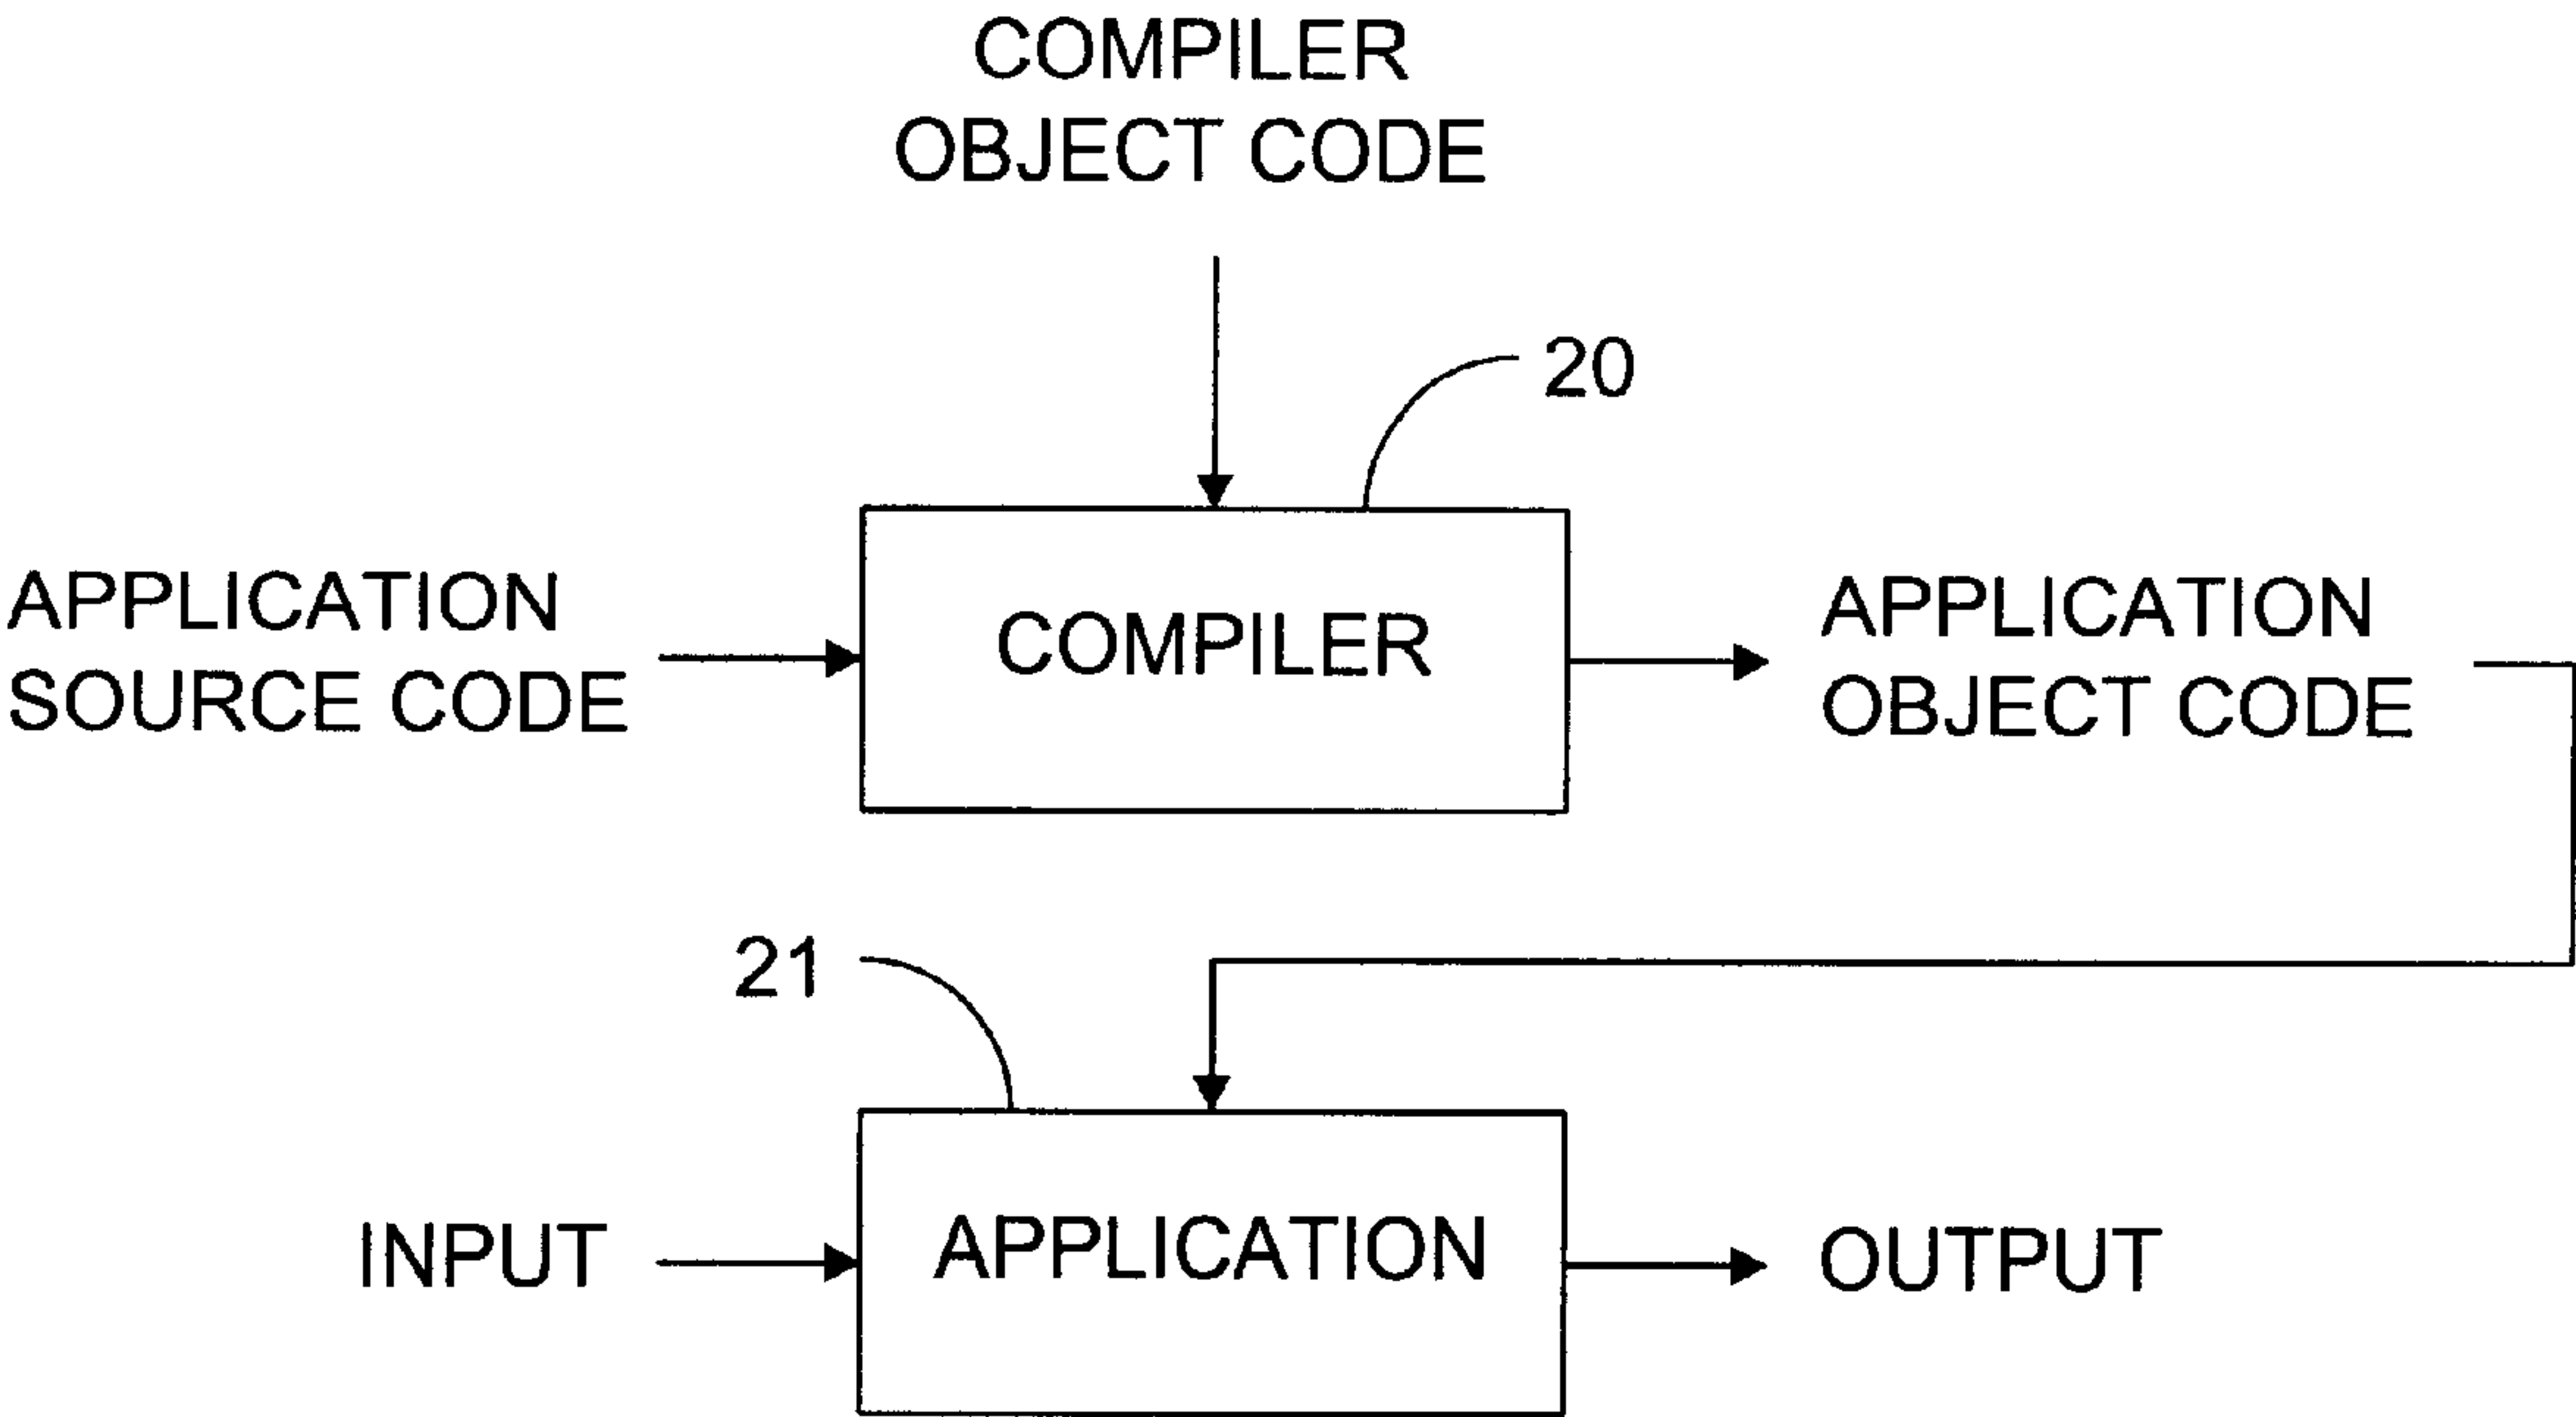 COMPILER
OBJECT CODE
20
APPLICATION
SOURCE CODE
COMPILER
APPLICATION
OBJECT CODE
21
INPUT
APPLICATION
OUTPUT